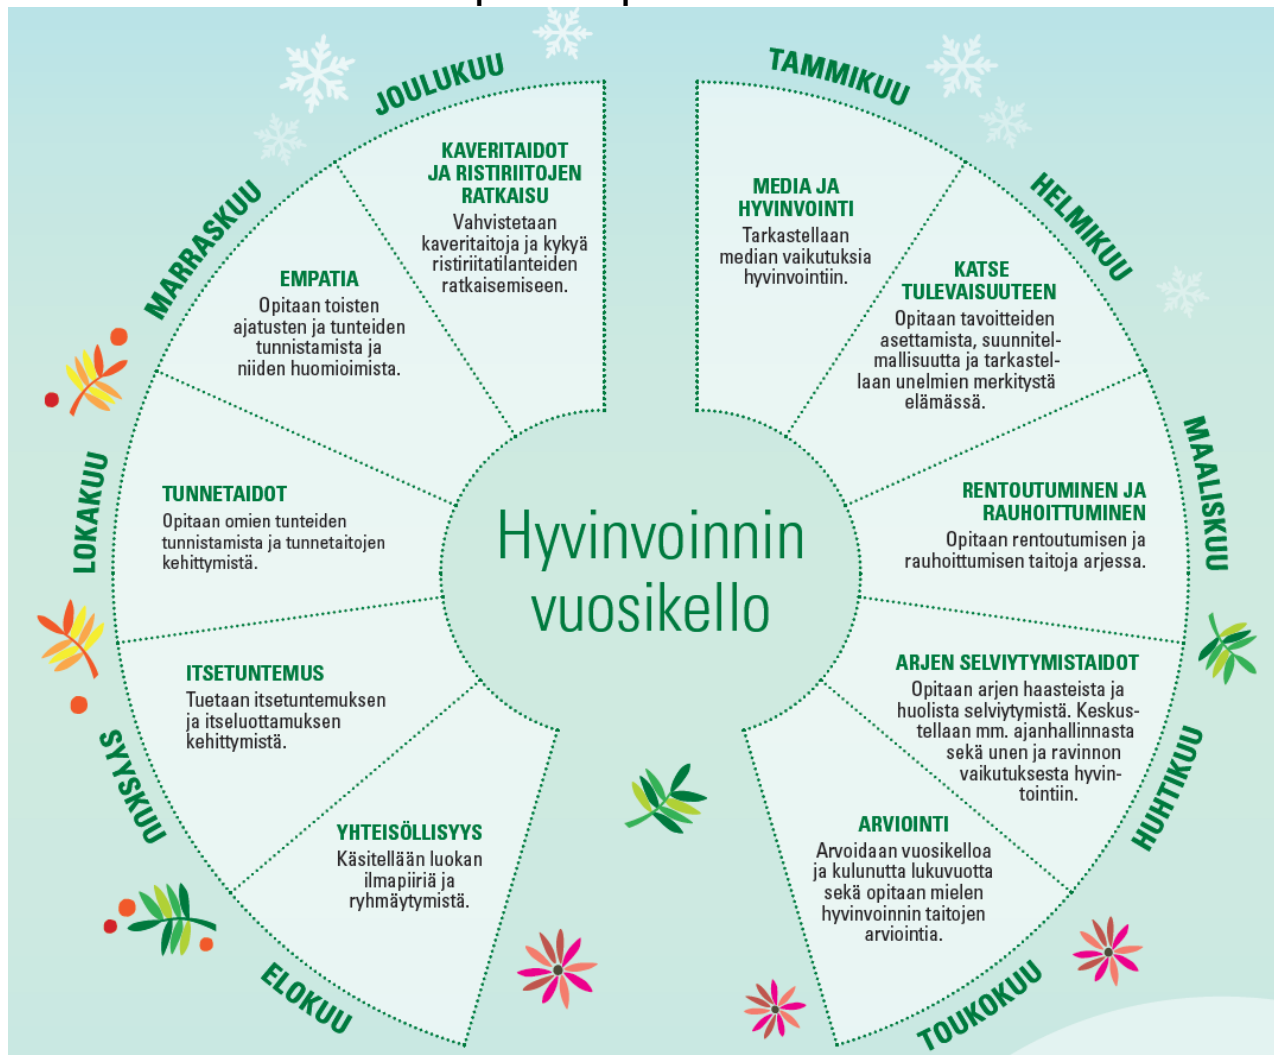 Hyvinvoinnin
vuosikello
ELOKUU
YHTEISÖLLISYYS
Käsitellään luokan
ilmapiiriä ja
ryhmäytymistä.
SYYSKUU
ITSETUNTEMUS
Tuetaan itsetuntemuksen
ja itseluottamuksen
kehittymistä.
LOKAKUU
TUNNETAIDOT
Opitaan omien tunteiden
tunnistamista ja tunnetaitojen
kehittymistä.
MARRASKUU
EMPATIA
Opitaan toisten
ajatusten ja tunteiden
tunnistamista ja
niiden huomioimista.
JOULUKUU
KAVERITAIDOT
JA RISTIRIITOJEN
RATKAISU
Vahvistetaan
kaveritaitoja ja kykyä
ristiriitatilanteiden
ratkaisemiseen.
TAMMIKUU
MEDIA JA
HYVINVOINTI
Tarkastellaan
median vaikutuksia
hyvinvointiin.
HELMIKUU
KATSE
TULEVAISUUTEEN
Opitaan tavoitteiden
asettamista, suunnitel-
mallisuutta ja tarkastel-
laan unelmien merkitystä
elämässä.
MAALISKUU
RENTOUTUMINEN JA
RAUHOITTUMINEN
Opitaan rentoutumisen ja
rauhoittumisen taitoja arjessa.
HUHTIKUU
ARJEN SELVIYTYMISTAIDOT
Opitaan arjen haasteista ja
huolista selviytymistä. Keskus-
tellaan mm. ajanhallinnasta
sekä unen ja ravinnon
vaikutuksesta hyvin-
tointiin.
TOUKOKUU
ARVIOINTI
Arvoidaan vuosikelloa
ja kulunutta lukuvuotta
sekä opitaan mielen
hyvinvoinnin taitojen
arviointia.